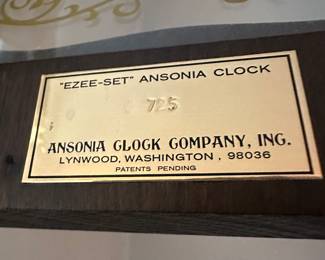 "EZEE-SET" ANSONIA CLOCK
725
ANSONIA CLOCK COMPANY, INC.
LYNWOOD, WASHINGTON, 98036
PATENTS PENDING